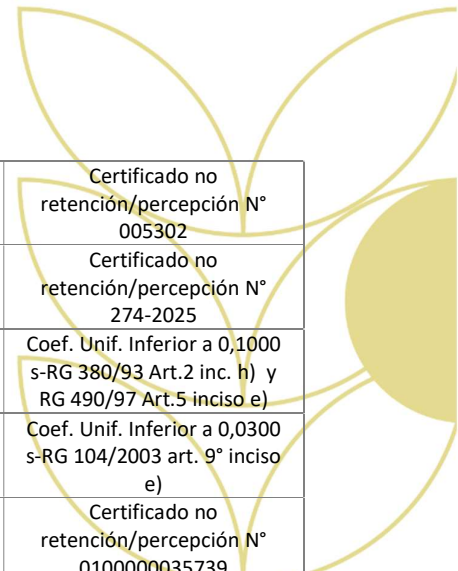 Certificado no
retención/percepción N°
005302
Certificado no
retención/percepción N°
274-2025
Coef. Unif. Inferior a 0,1000
s-RG 380/93 Art.2 inc. h) y
RG 490/97 Art.5 inciso e)
Coef. Unif. Inferior a 0,0300
s-RG 104/2003 art. 9° inciso
e)
Certificado no
retención/percepción N°
0100000035739